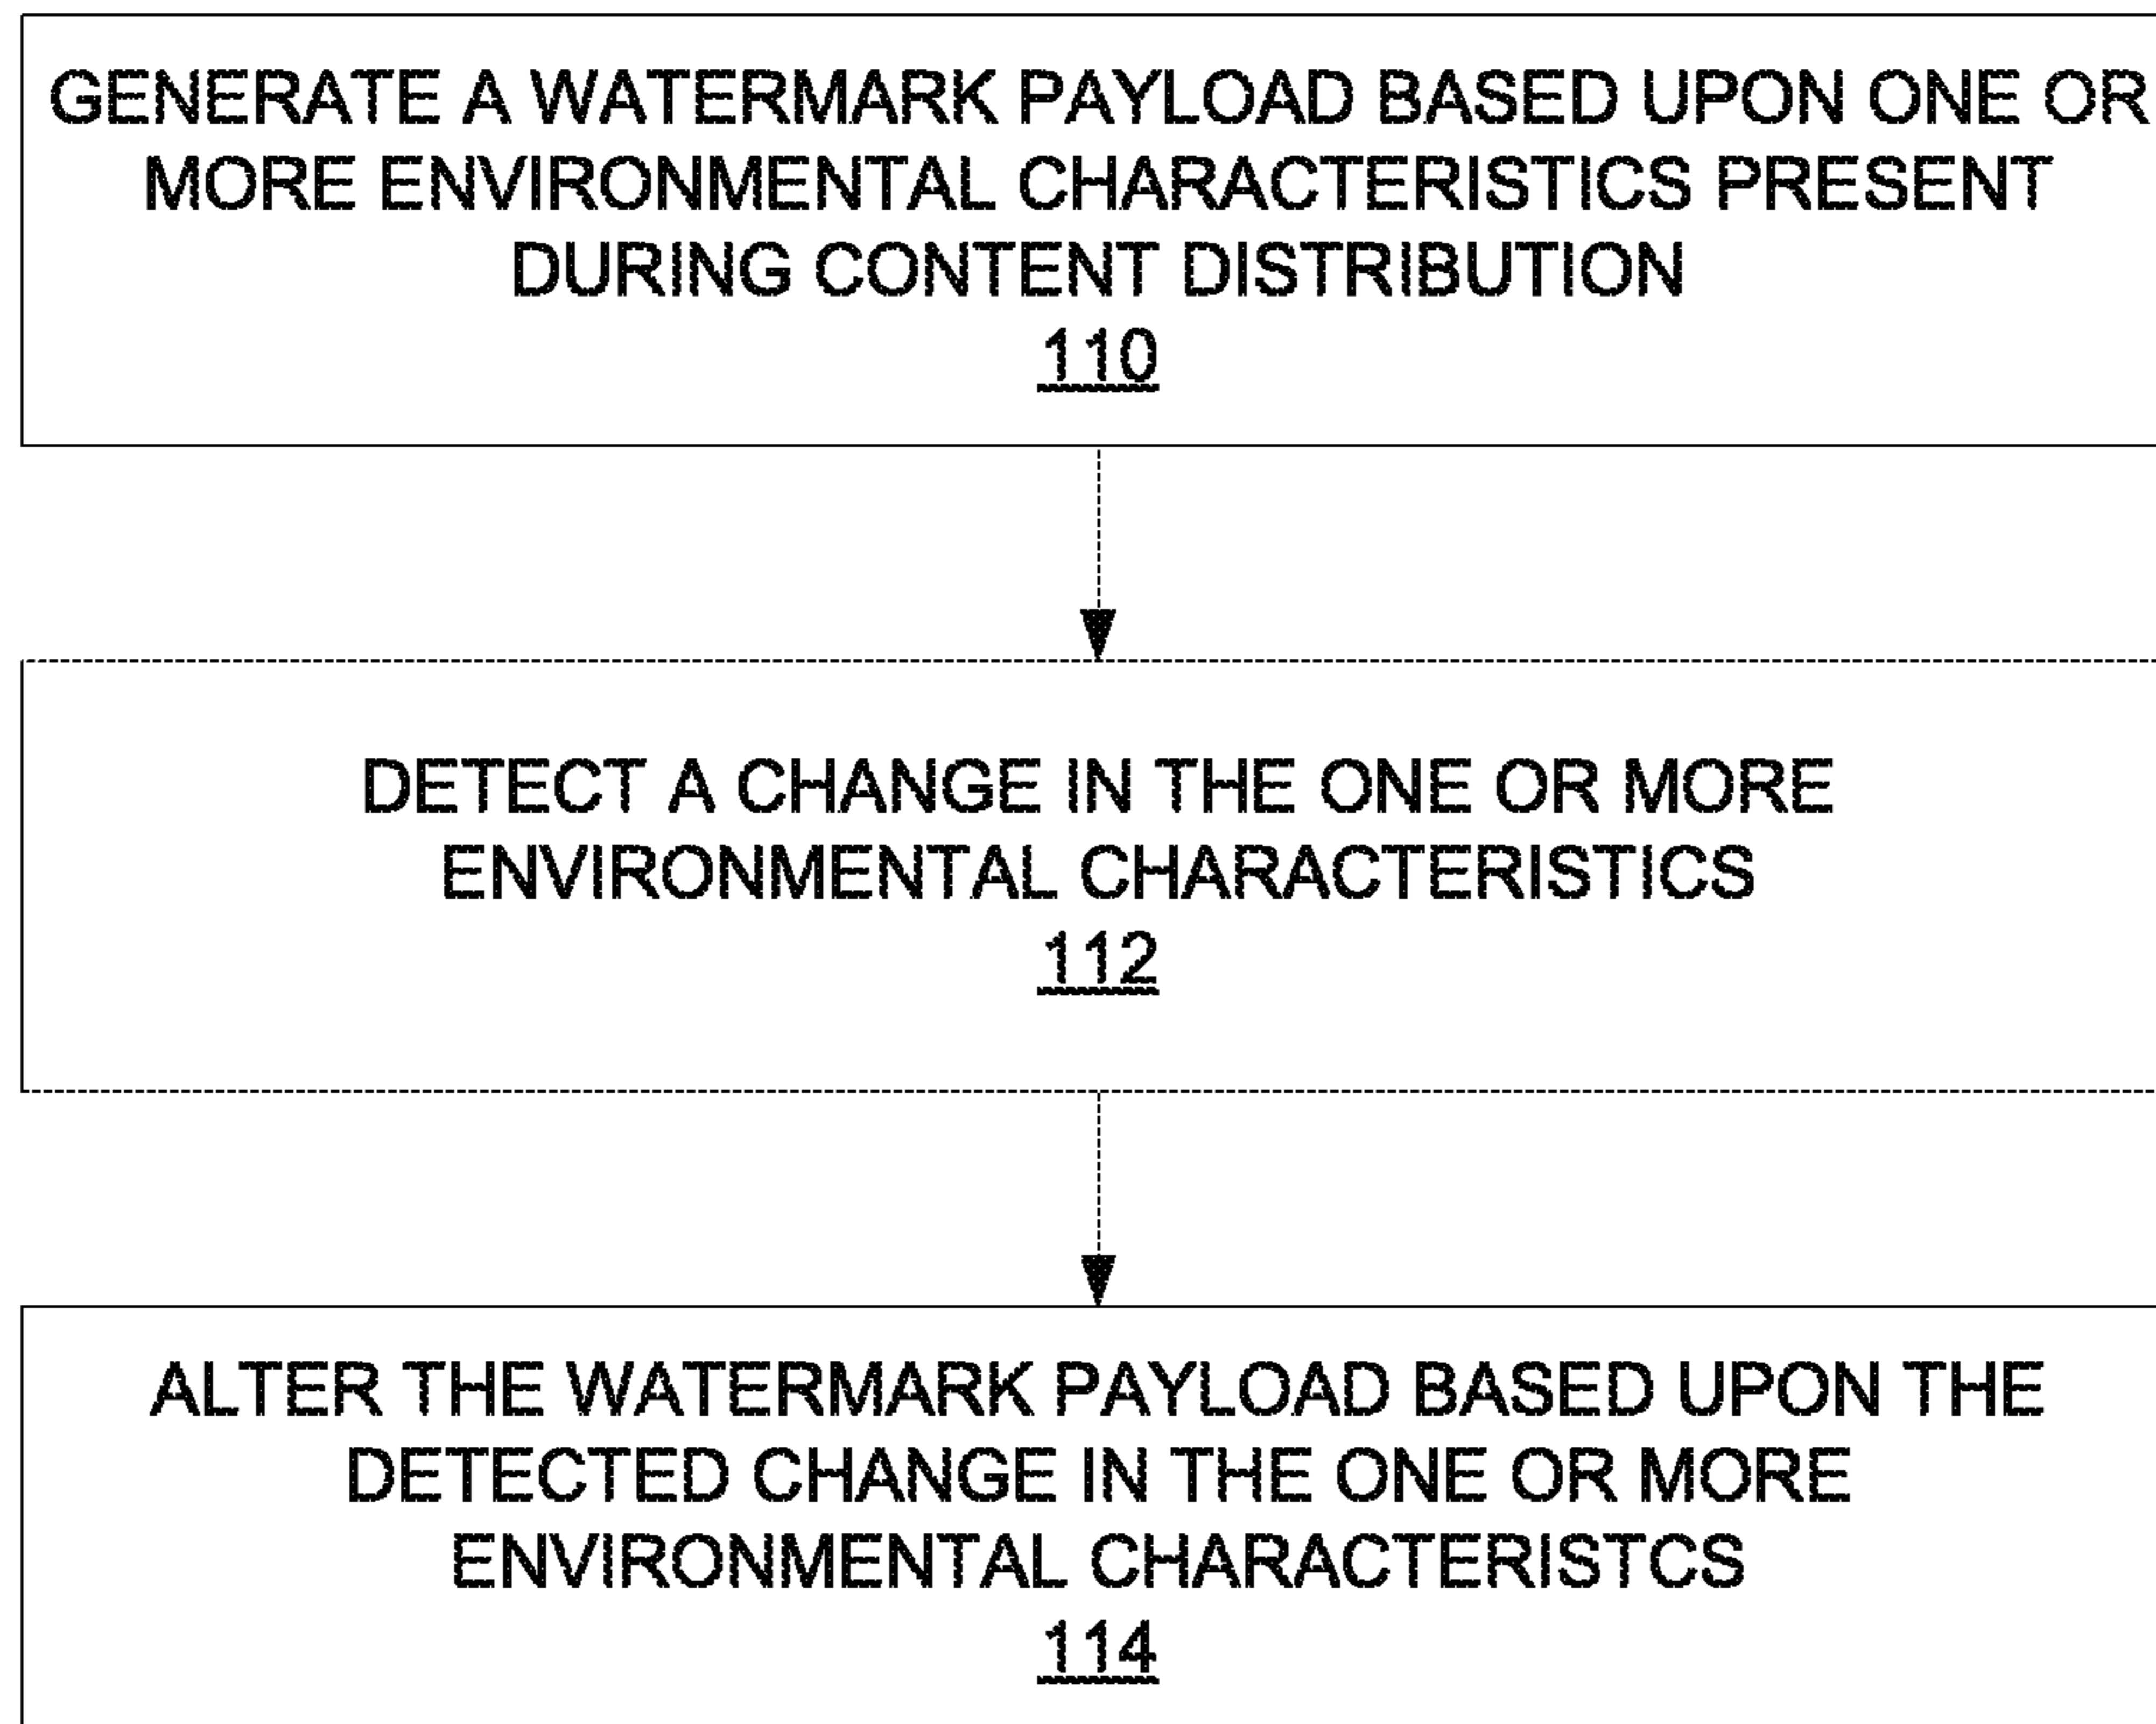 GENERATE A WATERMARK PAYLOAD BASED UPON ONE OR
MORE ENVIRONMENTAL CHARACTERISTICS PRESENT
DURING CONTENT DISTRIBUTION
110
DETECT A CHANGE IN THE ONE OR MORE
ENVIRONMENTAL CHARACTERISTICS
112
ALTER THE WATERMARK PAYLOAD BASED UPON THE
DETECTED CHANGE IN THE ONE OR MORE
ENVIRONMENTAL CHARACTERISTCS
114